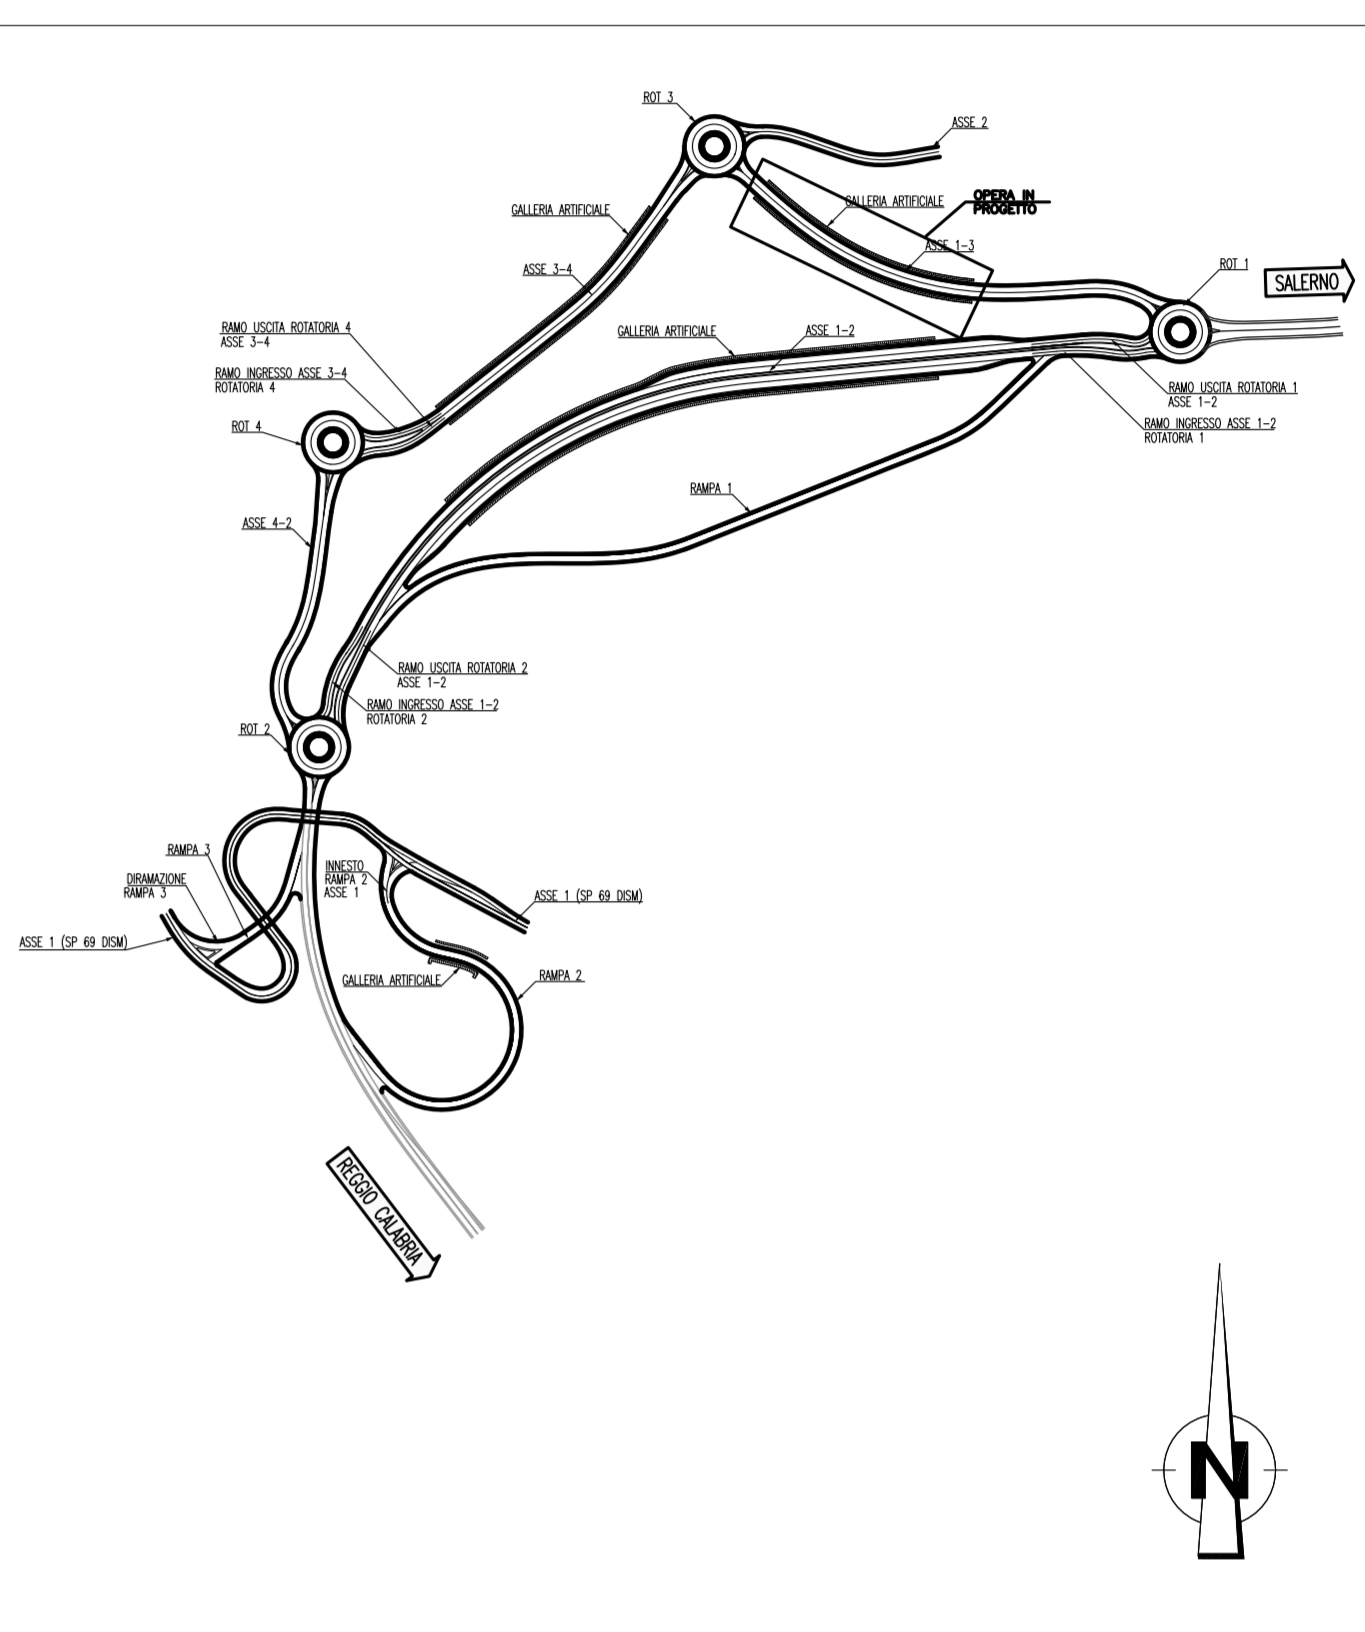 ROT 3
ASSE 2
GALLERIA ARTIFICIALE
GALLERIA ARTIFICIALE
OPERA IN
PROGETTO
ASSE 1-3
ASSE 3-4
ROT 1
SALERNO
RAMO USCITA ROTATORIA 4
ASSE 3-4
GALLERIA ARTIFICIALE
ASSE 1-2
RAMO INGRESSO ASSE 3-4
ROTATORIA 4
RAMO USCITA ROTATORIA 1
ASSE 1-2
ROT 4
RAMO INGRESSO ASSE 1-2
ROTATORIA 1
RAMPA 1
ASSE 4-2
RAMO USCITA ROTATORIA 2
ASSE 1-2
RAMO INGRESSO ASSE 1-2
ROTATORIA 2
ROT 2
RAMPA 3
DIRAMAZIONE
RAMPA 3
INNESTO
RAMPA 2
ASSE 1
ASSE 1 (SP 69 DISM)
ASSE 1 (SP 69 DISM)
GALLERIA ARTIFICIALE
RAMPA 2
REGGIO CALABRIA
N